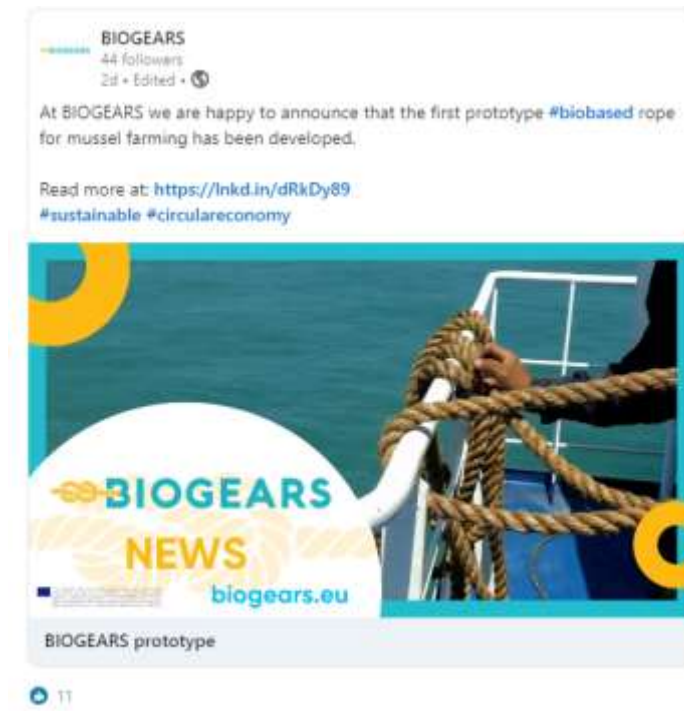 BIOGEARS
44 followers
2d • Edited •
At BIOGEARS we are happy to announce that the first prototype #biobased rope
for mussel farming has been developed.
Read more at: https://lnkd.in/dRkDy89
#sustainable #circulareconomy
BIOGEARS
NEWS
biogears.eu
BIOGEARS prototype
11